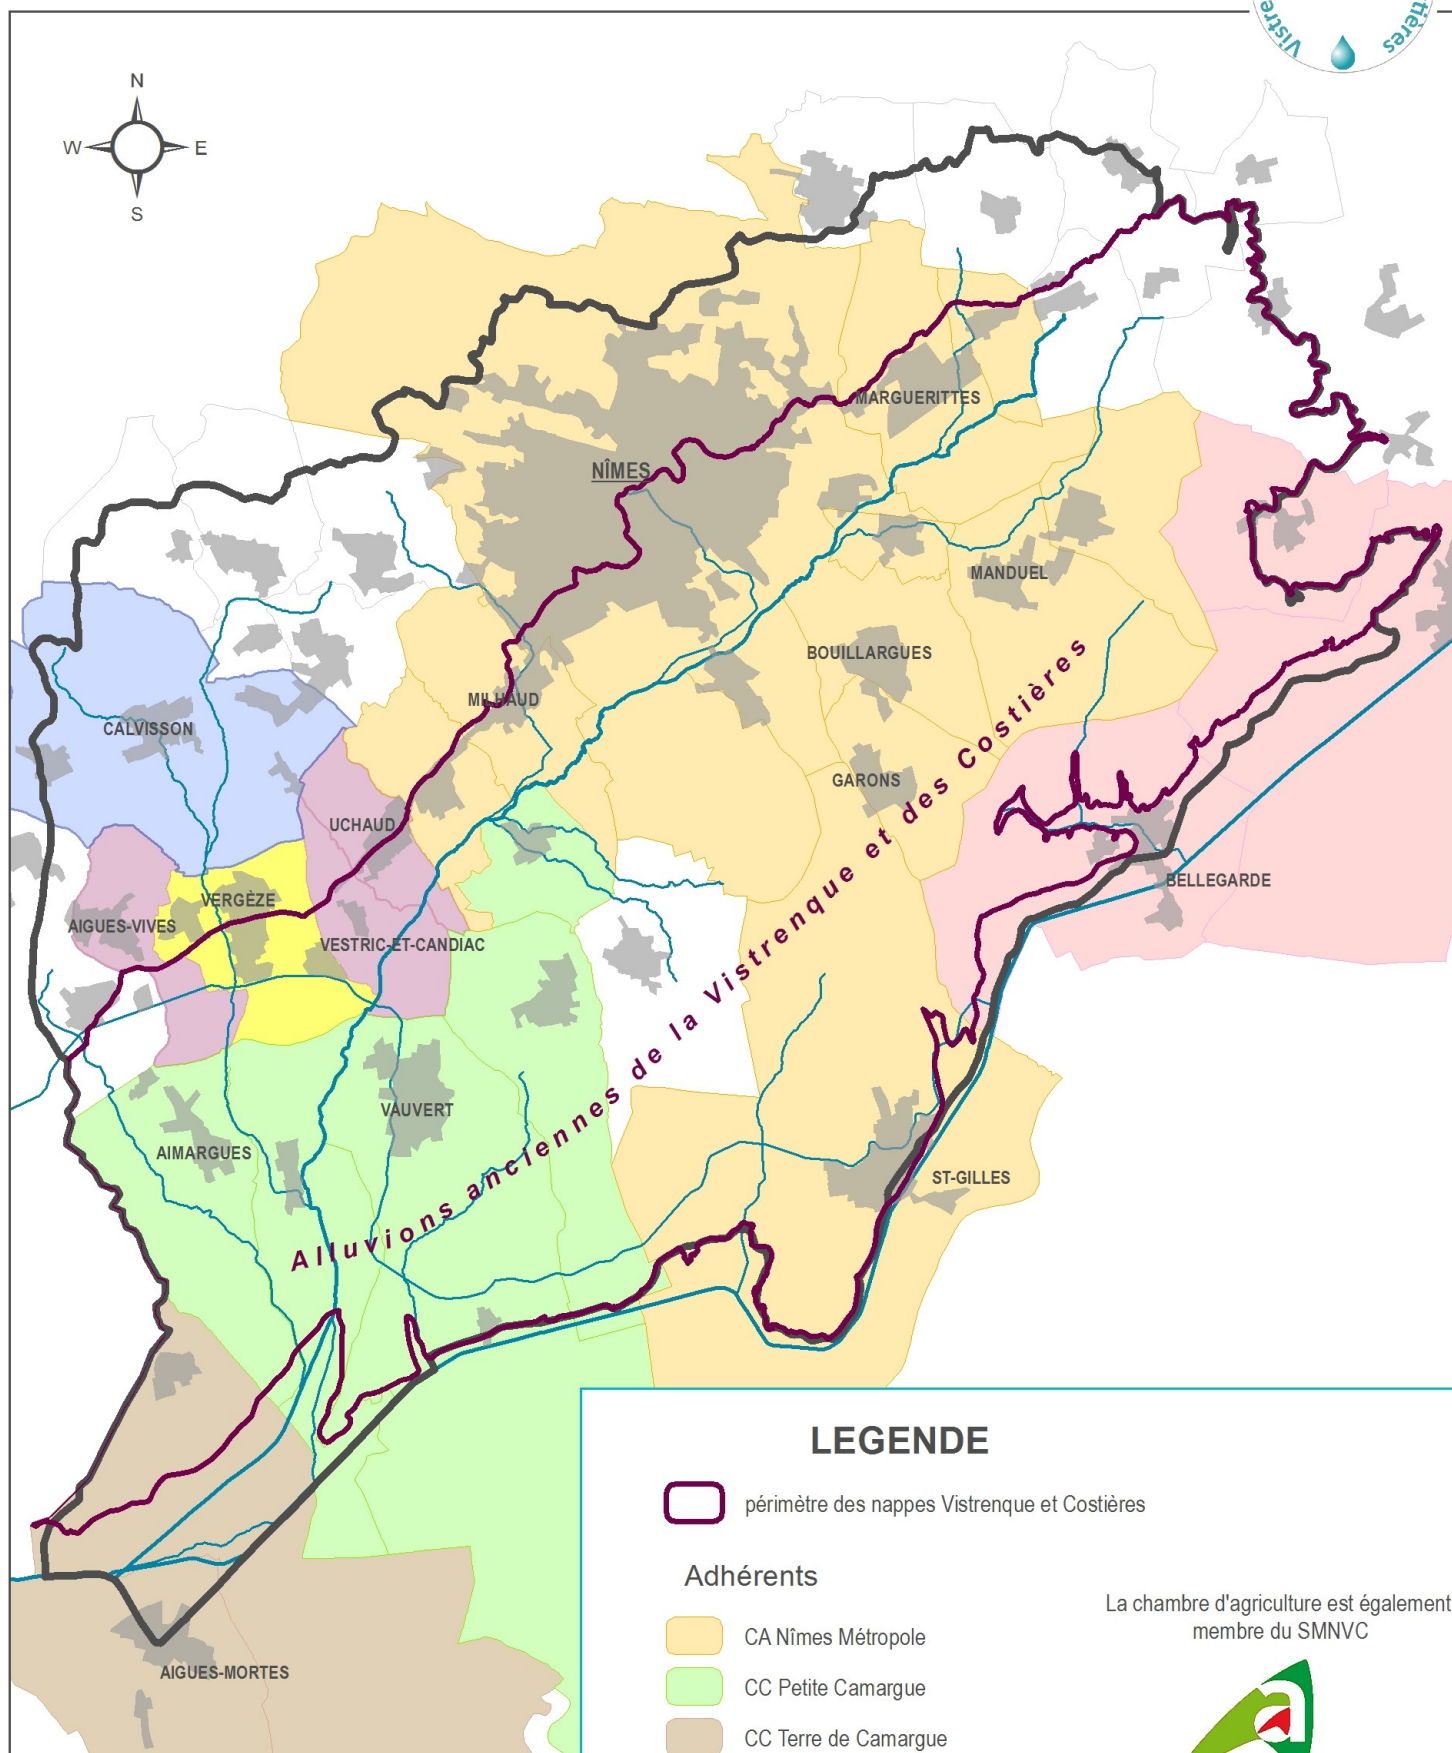 Vistre
tières
N
W
E
S
MARGUERITTES
NÎMES
MANDUEL
BOUILLARGUES
MILHAUD
CALVISSON
GARONS
UCHAUD
BELLEGARDE
VERGÈZE
AIGUES-VIVES
VESTRIC-ET-CANDIAC
Alluvions anciennes de la Vistrenque et des Costières
VAUVERT
AIMARGUES
ST-GILLES
AIGUES-MORTES
LEGENDE
périmètre des nappes Vistrenque et Costières
Adhérents
CA Nîmes Métropole
CC Petite Camargue
CC Terre de Camargue
La chambre d'agriculture est également
membre du SMNVC
a